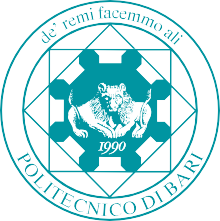 de' remi facemmo ali
1990
POLITECNICO DI BARI